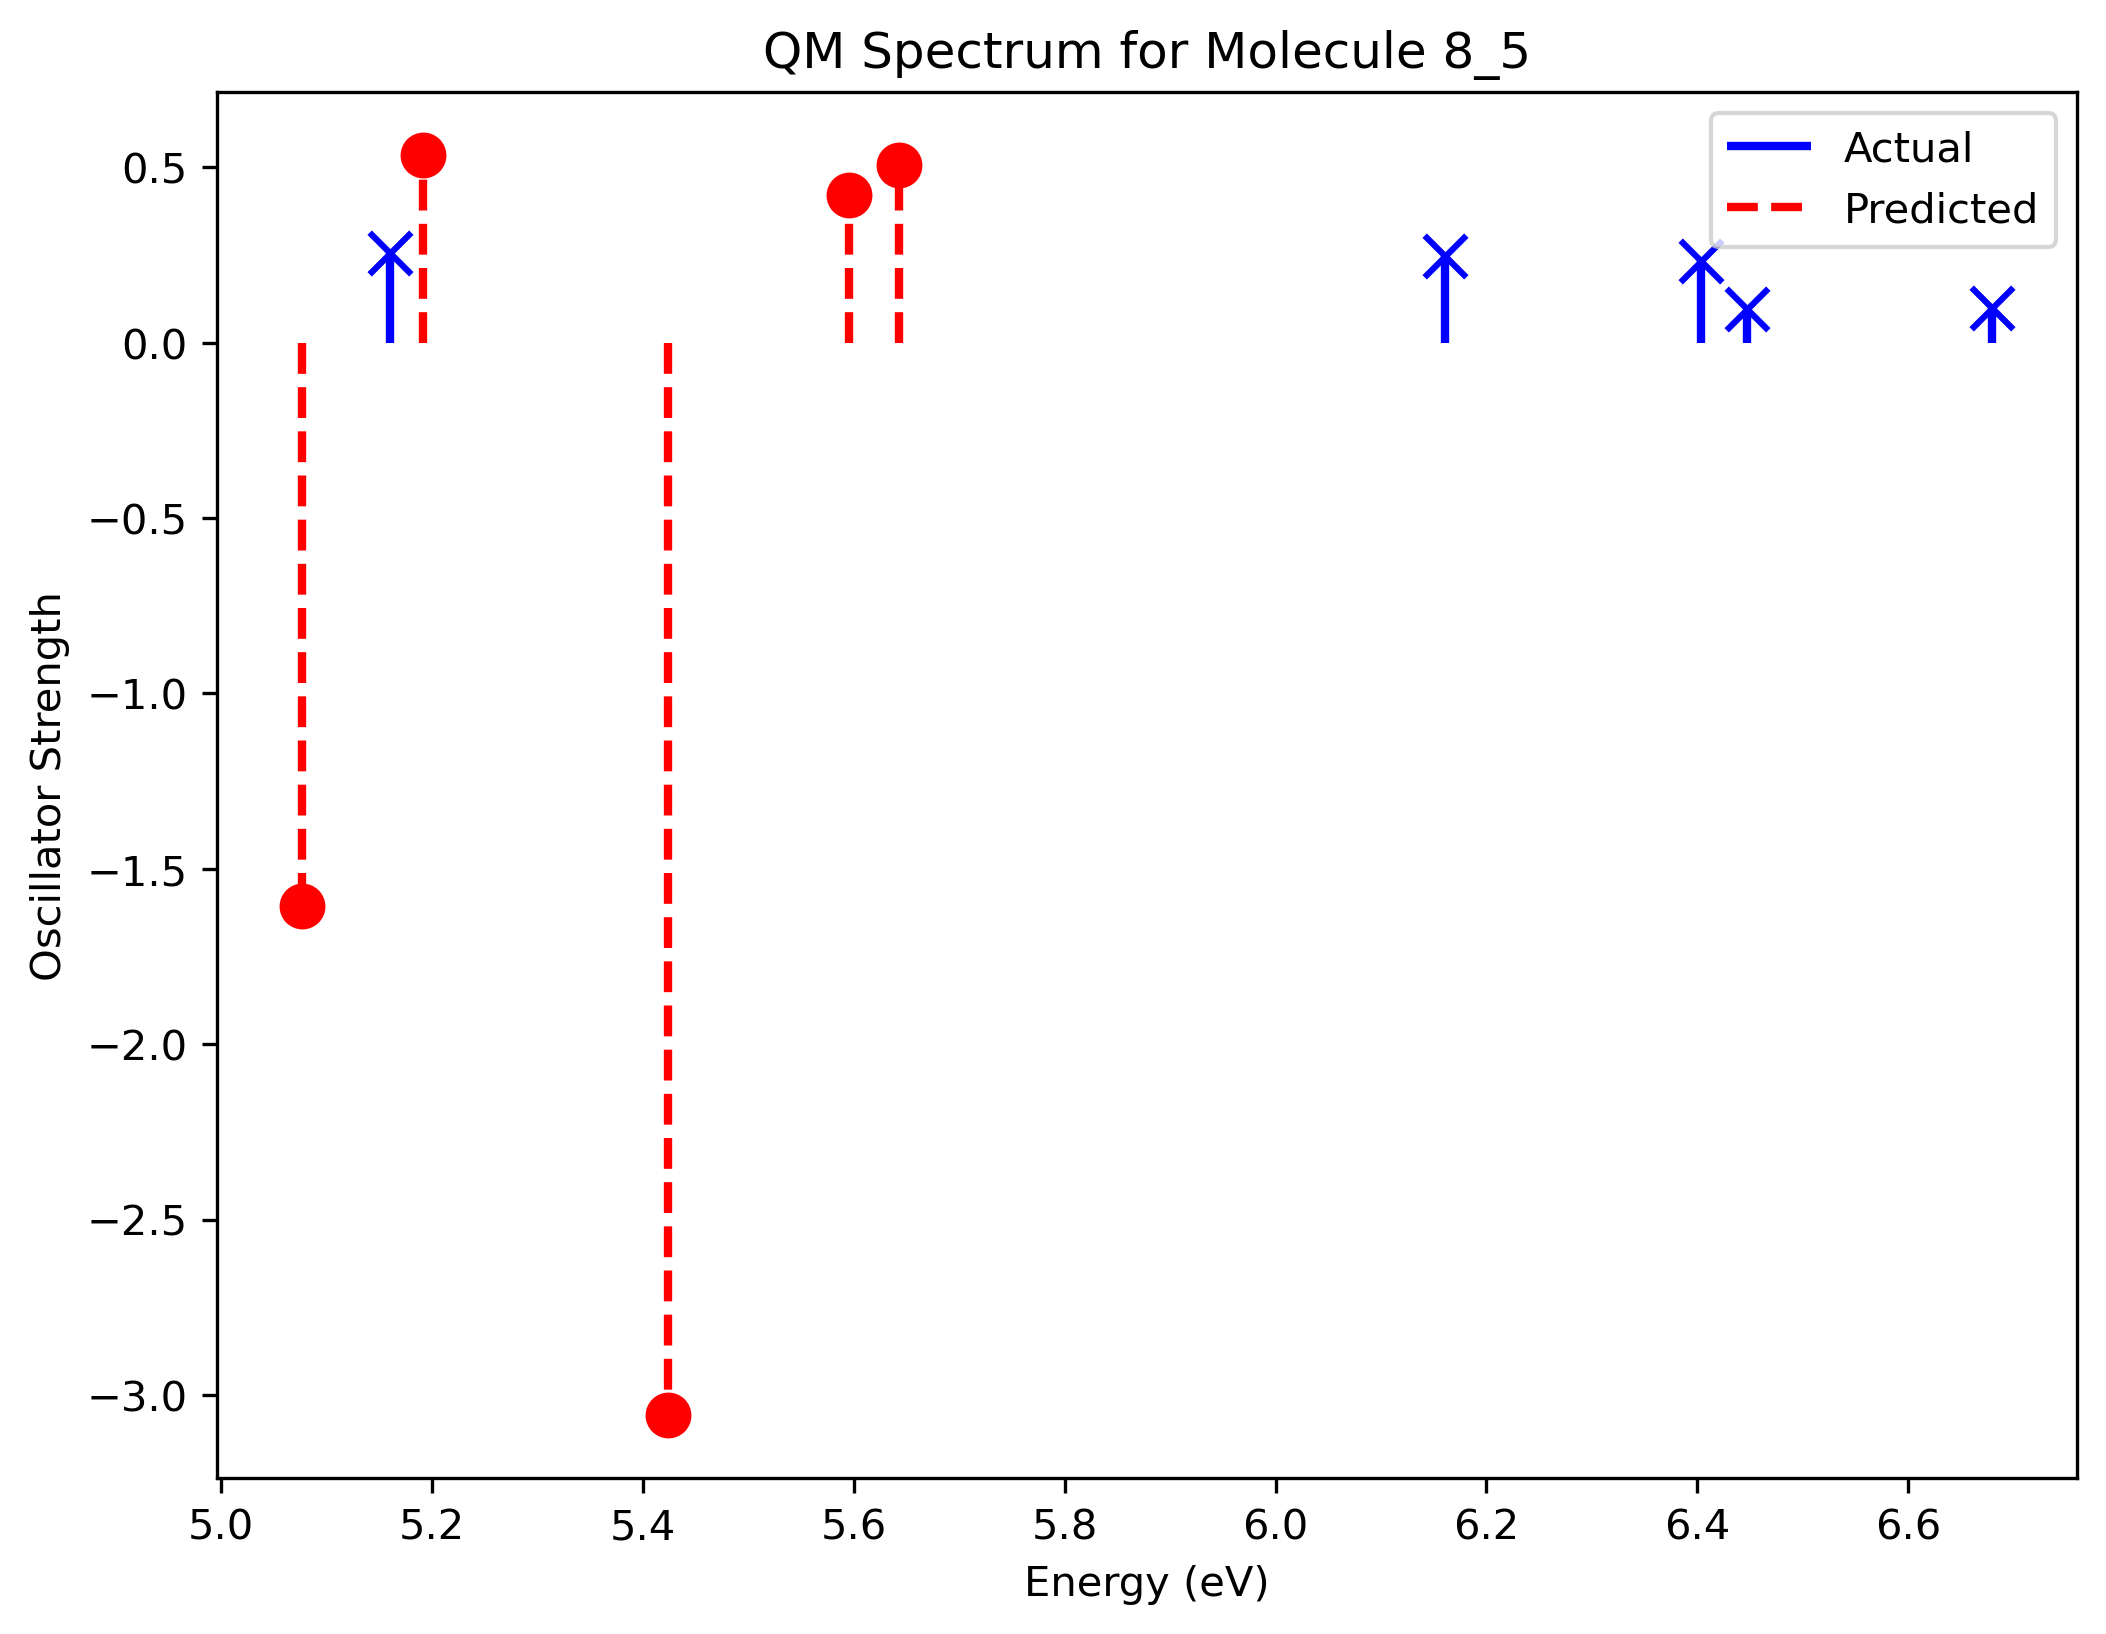 QM Spectrum for Molecule 8_5
Actual
Predicted
0.5
0.0
−0.5
−1.0
−1.5
−2.0
−2.5
−3.0
Oscillator Strength
5.0 5.2 5.4 5.6 5.8 6.0 6.2 6.4 6.6
Energy (eV)